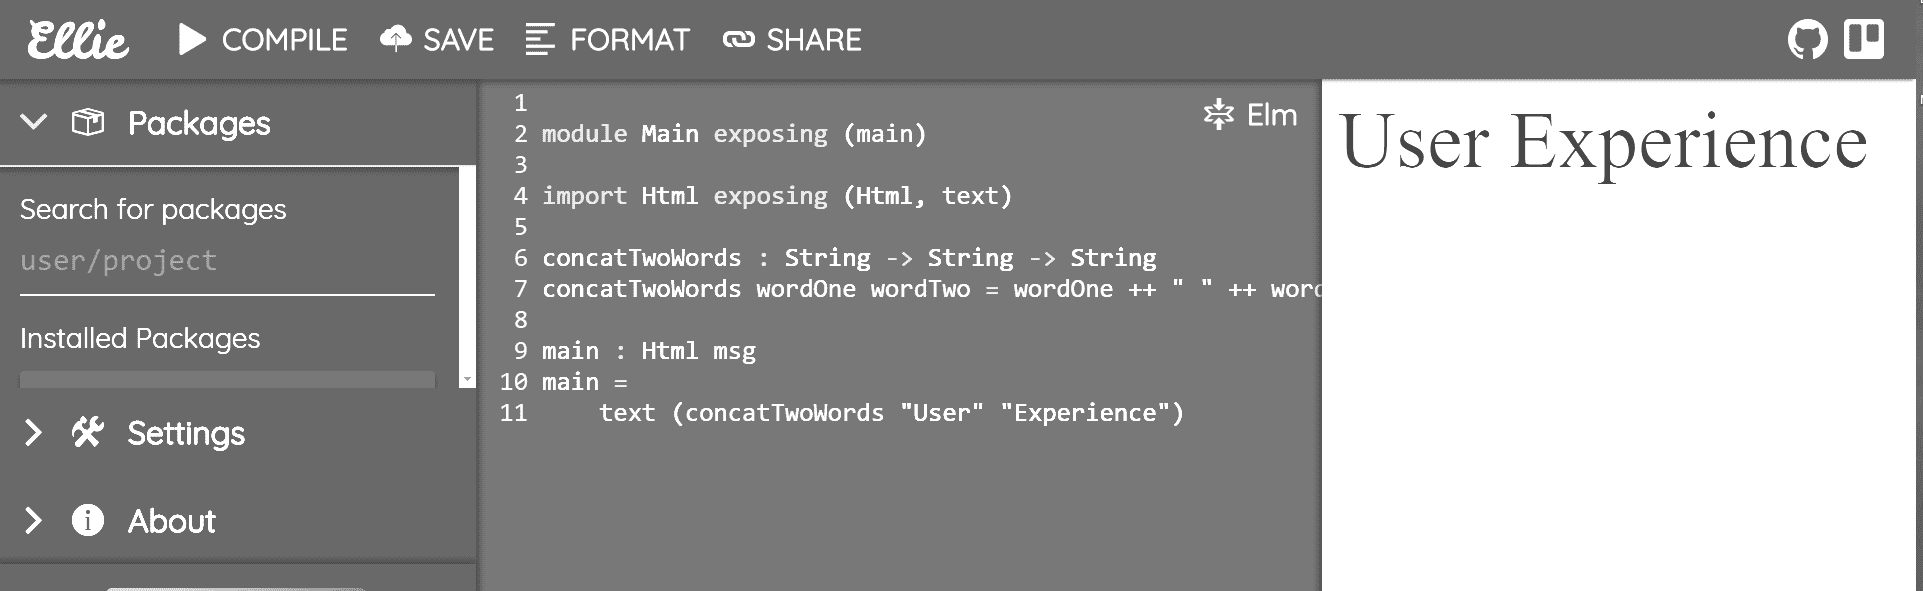 Ellie COMPILE SAVE FORMAT SHARE
Packages
Search for packages
user/project
Installed Packages
Settings
About
Elm
1
2 module Main exposing (main)
3
4 import Html exposing (Html, text)
5
6 concatTwoWords : String -> String -> String
7 concatTwoWords wordOne wordTwo = wordOne ++ " " ++ word
8
9 main : Html msg
10 main =
11 text (concatTwoWords "User" "Experience")
User Experience